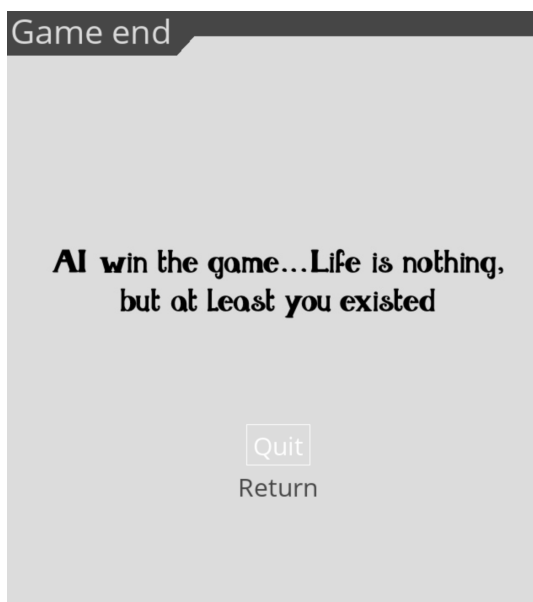 Game end
AI win the game...Life is nothing,
but at least you existed
Quit
Return